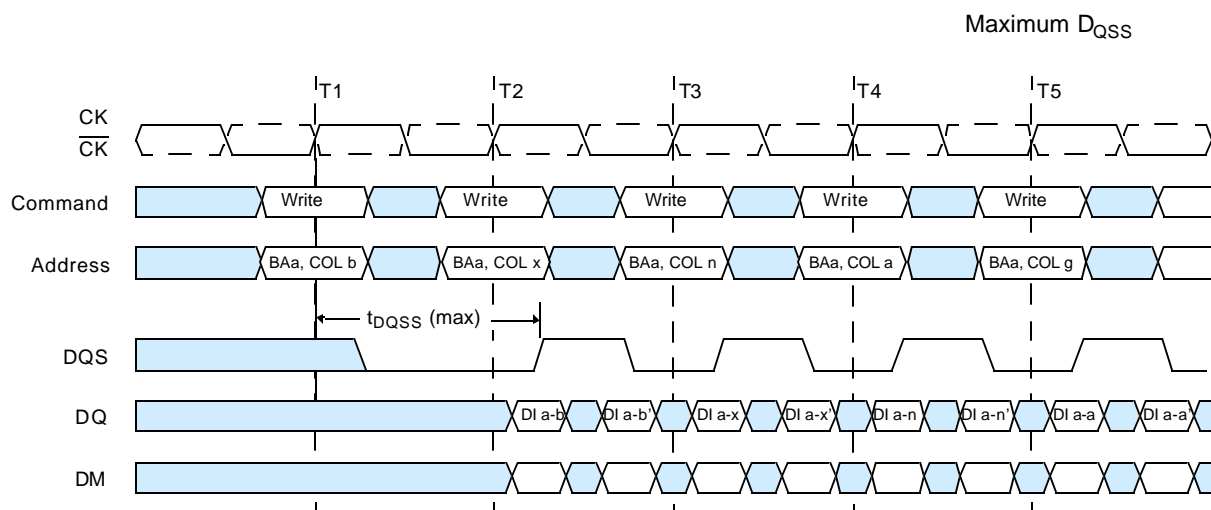 Maximum DQSS
T1 T2 T3 T4 T5
CK
CK
Command Write Write Write Write Write
Address BAa, COL b BAa, COL x BAa, COL n BAa, COL a BAa, COL g
tDQSS (max)
DQS
DQ DI a-b DI a-b’ DI a-x DI a-x’ DI a-n DI a-n’ DI a-a DI a-a’
DM